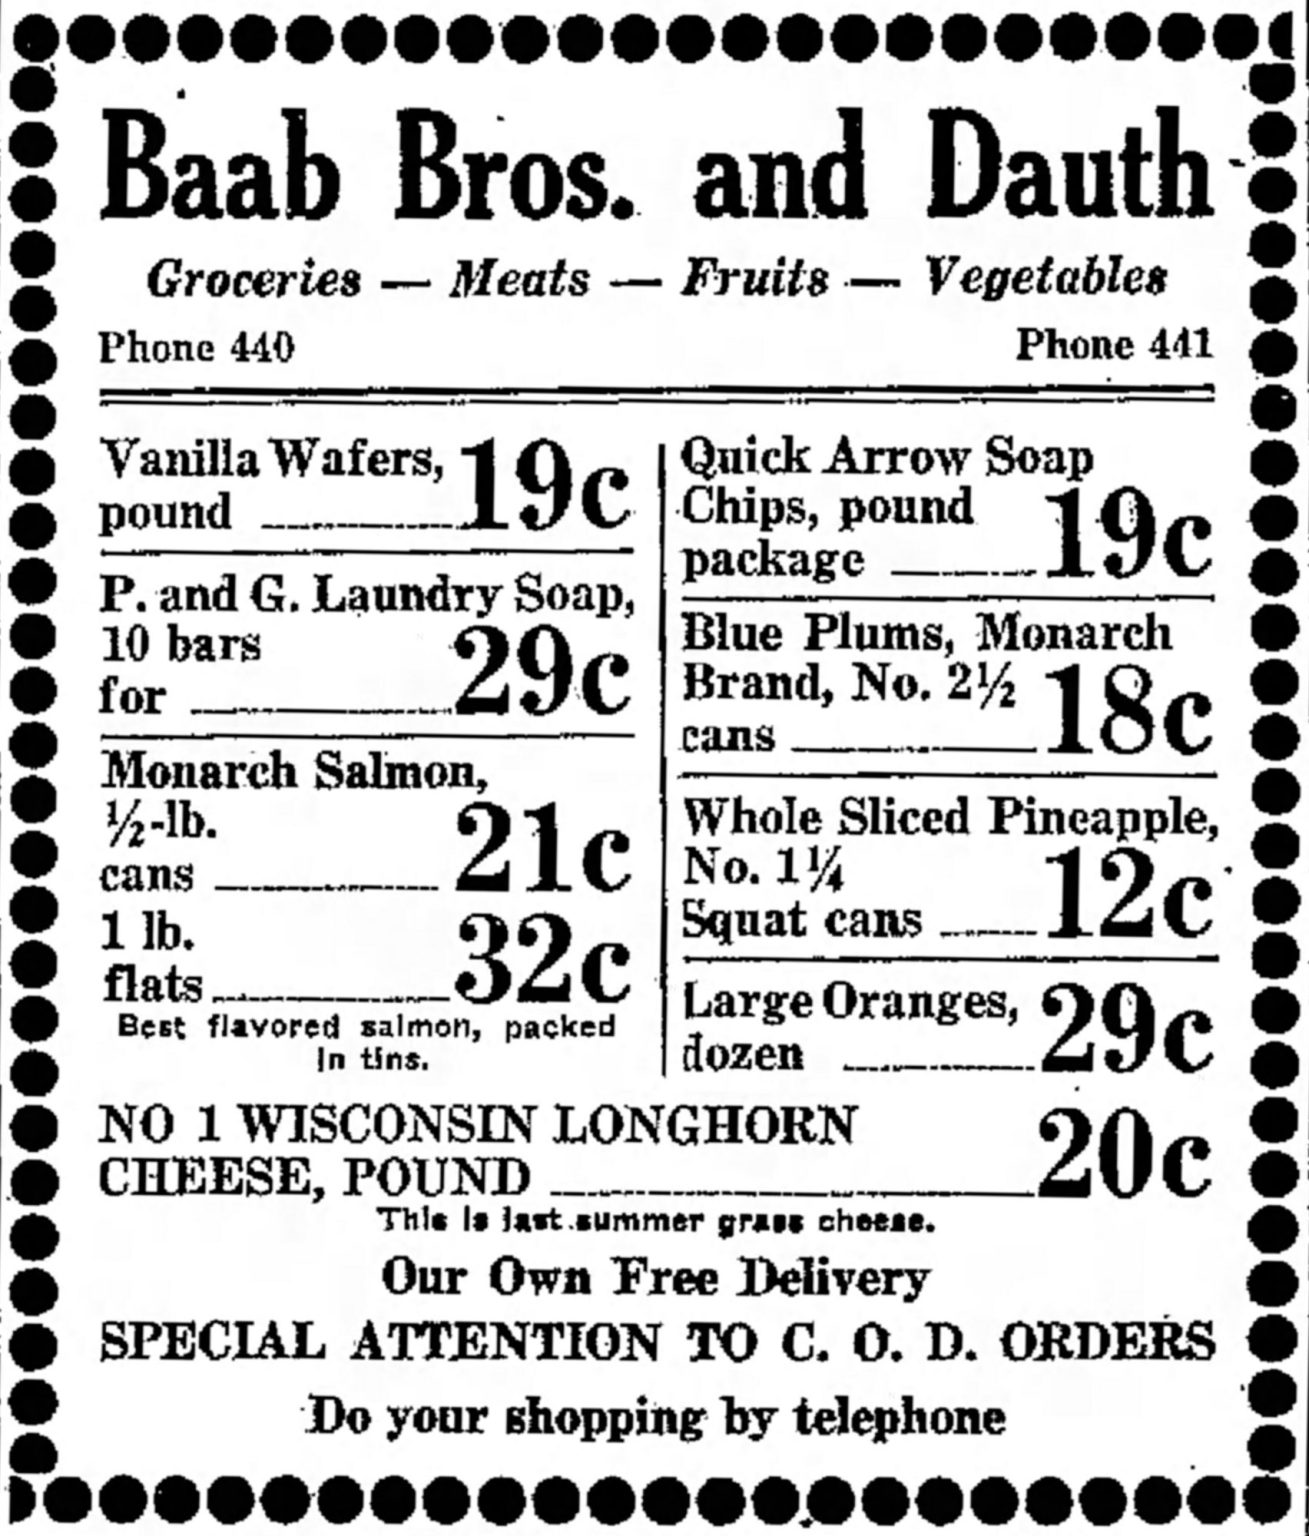 Baab Bros. and Dauth
Groceries — Meats — Fruits — Vegetables
Phone 440
Phone 441
Vanilla Wafers,
pound 19c
P. and G. Laundry Soap,
10 bars
for 29c
Monarch Salmon,
½-lb.
cans 21c
1 lb.
flats 32c
Best flavored salmon, packed
in tins.
Quick Arrow Soap
Chips, pound
package 19c
Blue Plums, Monarch
Brand, No. 2½
cans 18c
Whole Sliced Pineapple,
No. 1¼
Squat cans 12c
Large Oranges,
dozen 29c
NO 1 WISCONSIN LONGHORN
CHEESE, POUND 20c
This is last summer grass cheese.
Our Own Free Delivery
SPECIAL ATTENTION TO C. O. D. ORDERS
Do your shopping by telephone